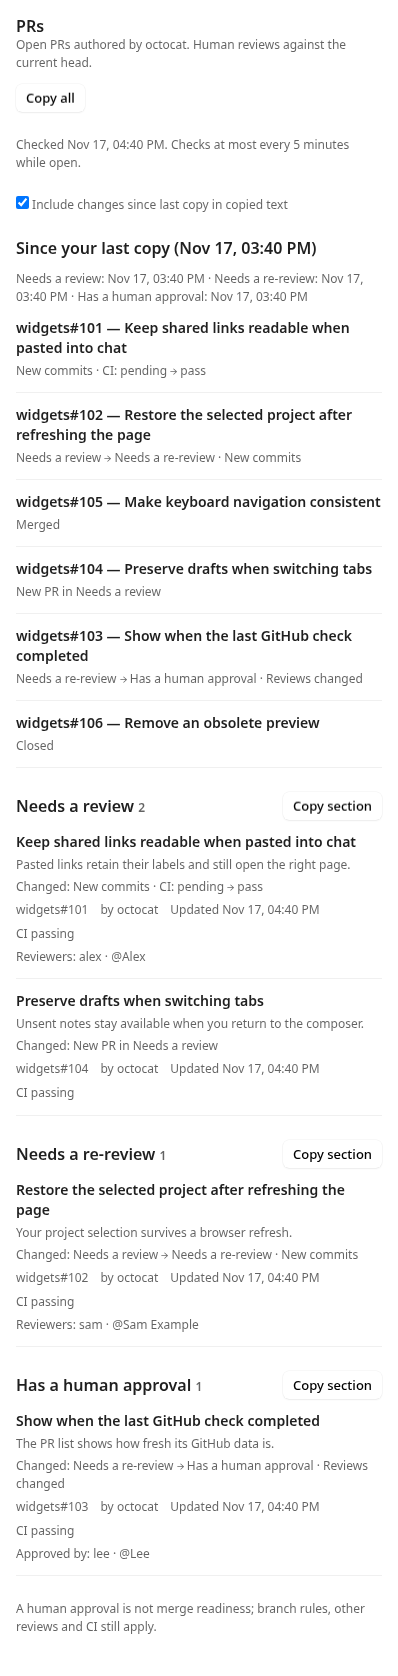 PRs
Open PRs authored by octocat. Human reviews against the
current head.
Copy all
Checked Nov 17, 04:40 PM. Checks at most every 5 minutes
while open.
Include changes since last copy in copied text
Since your last copy (Nov 17, 03:40 PM)
Needs a review: Nov 17, 03:40 PM · Needs a re-review: Nov 17,
03:40 PM · Has a human approval: Nov 17, 03:40 PM
widgets#101 — Keep shared links readable when
pasted into chat
New commits · CI: pending → pass
widgets#102 — Restore the selected project after
refreshing the page
Needs a review → Needs a re-review · New commits
widgets#105 — Make keyboard navigation consistent
Merged
widgets#104 — Preserve drafts when switching tabs
New PR in Needs a review
widgets#103 — Show when the last GitHub check
completed
Needs a re-review → Has a human approval · Reviews changed
widgets#106 — Remove an obsolete preview
Closed
Needs a review 2
Copy section
Keep shared links readable when pasted into chat
Pasted links retain their labels and still open the right page.
Changed: New commits · CI: pending → pass
widgets#101 by octocat Updated Nov 17, 04:40 PM
CI passing
Reviewers: alex · @Alex
Preserve drafts when switching tabs
Unsent notes stay available when you return to the composer.
Changed: New PR in Needs a review
widgets#104 by octocat Updated Nov 17, 04:40 PM
CI passing
Needs a re-review 1
Copy section
Restore the selected project after refreshing the
page
Your project selection survives a browser refresh.
Changed: Needs a review → Needs a re-review · New commits
widgets#102 by octocat Updated Nov 17, 04:40 PM
CI passing
Reviewers: sam · @Sam Example
Has a human approval 1
Copy section
Show when the last GitHub check completed
The PR list shows how fresh its GitHub data is.
Changed: Needs a re-review → Has a human approval · Reviews
changed
widgets#103 by octocat Updated Nov 17, 04:40 PM
CI passing
Approved by: lee · @Lee
A human approval is not merge readiness; branch rules, other
reviews and CI still apply.